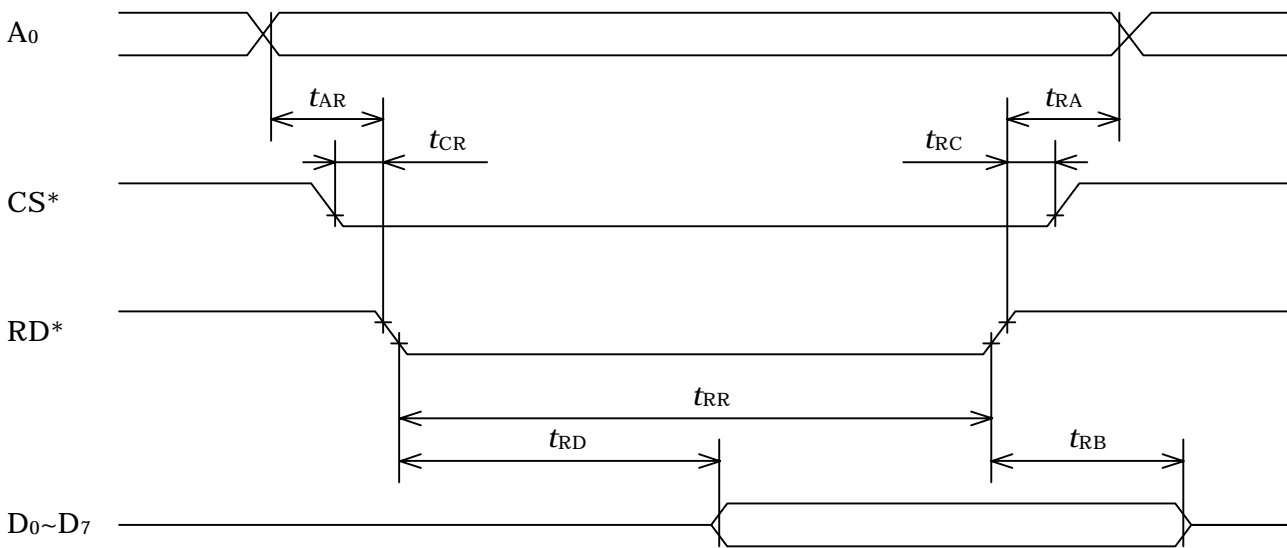 A₀
tAR
tRA
tCR
tRC
CS*
RD*
tRR
tRD
tRB
D₀~D₇